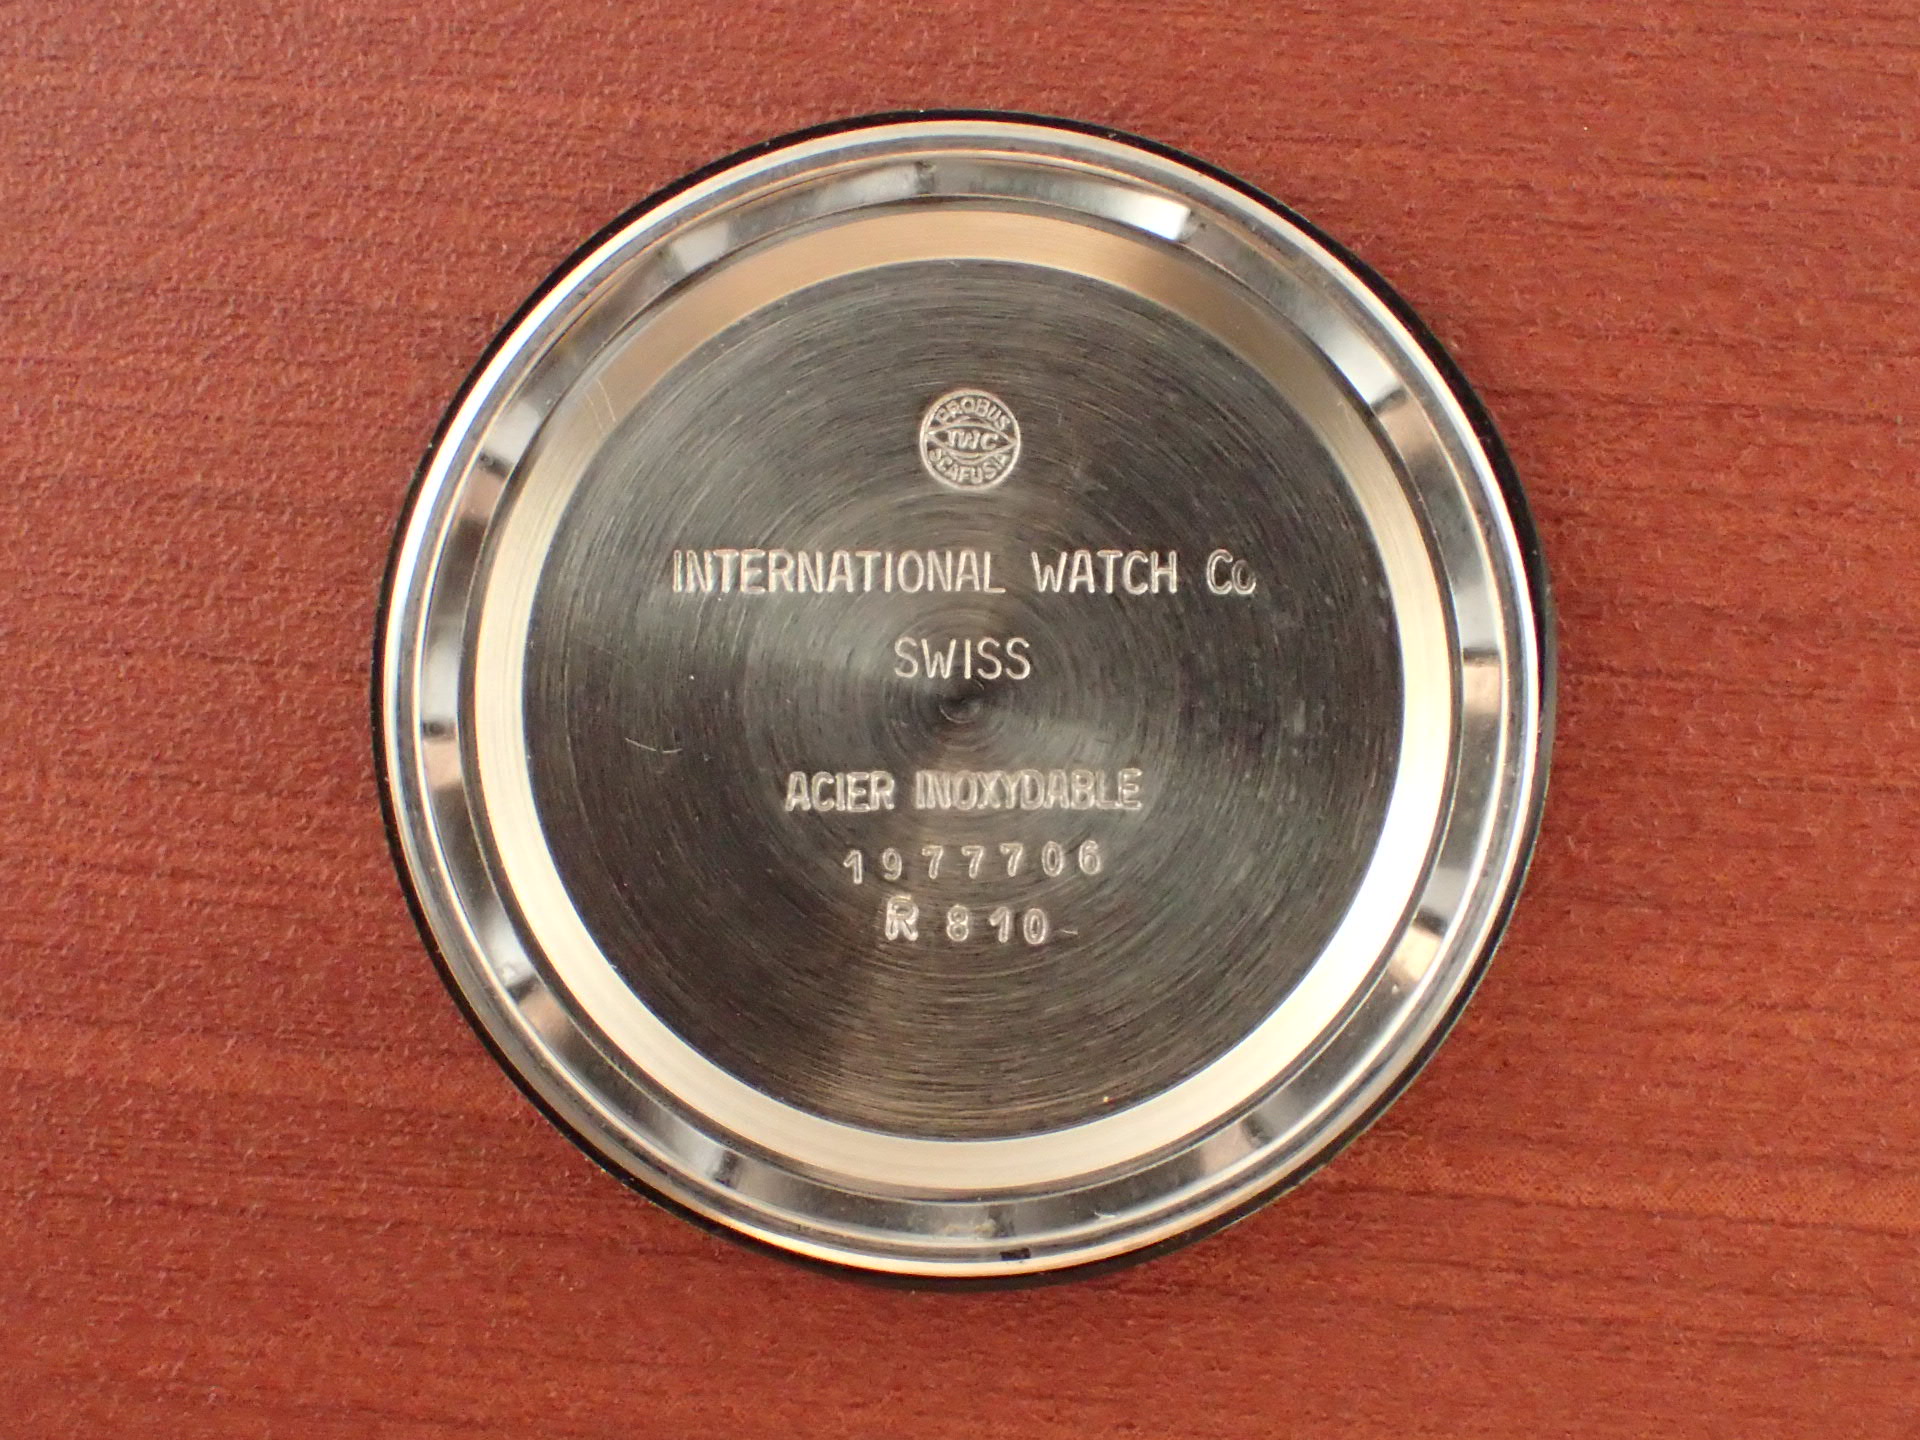 PROBUS
IWC
SCAFUSIA
INTERNATIONAL WATCH Co
SWISS
ACIER INOXYDABLE
1977706
R 810